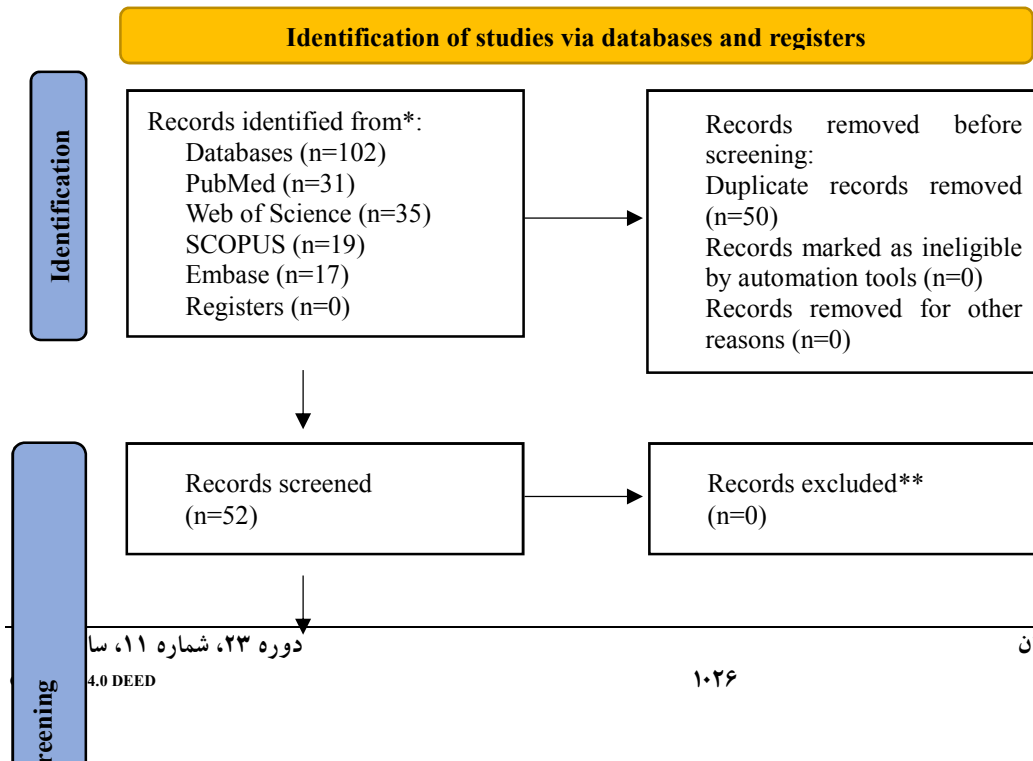 Identification of studies via databases and registers
Identification
Records identified from*:
Databases (n=102)
PubMed (n=31)
Web of Science (n=35)
SCOPUS (n=19)
Embase (n=17)
Registers (n=0)
Records removed before
screening:
Duplicate records removed
(n=50)
Records marked as ineligible
by automation tools (n=0)
Records removed for other
reasons (n=0)
Records screened
(n=52)
Records excluded**
(n=0)
reening
دوره ۲۳، شماره ۱۱، سا
ن
4.0 DEED
۱۰۲۶